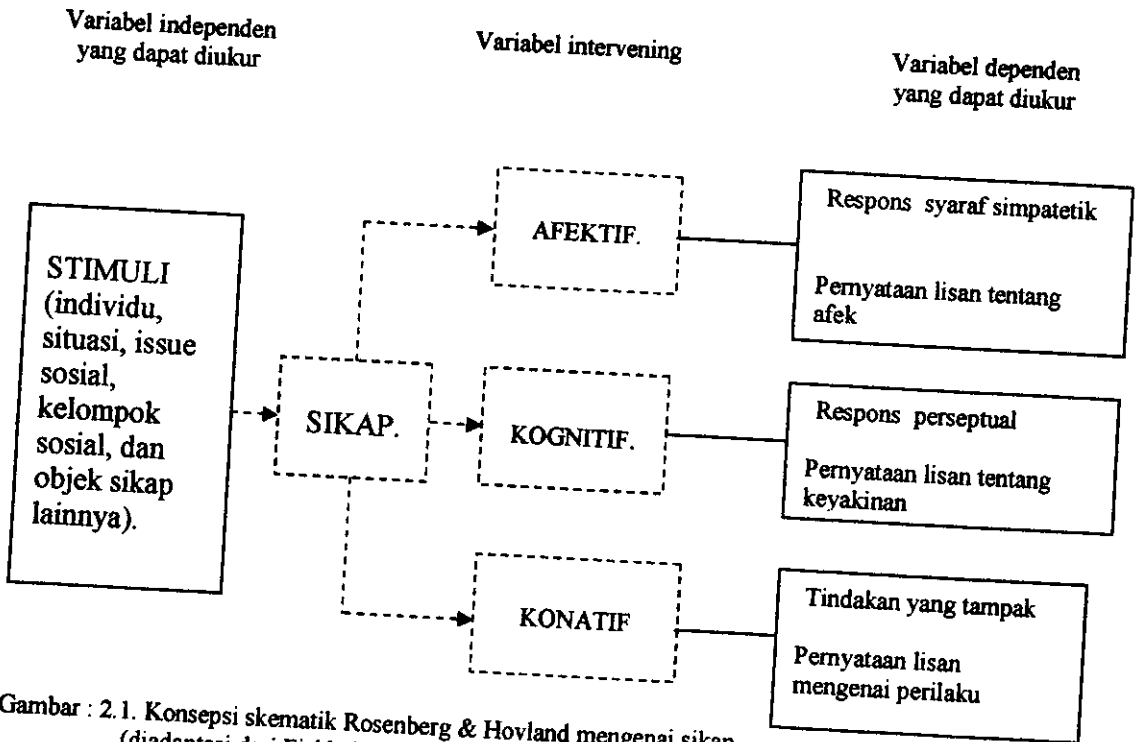 Variabel independen
yang dapat diukur
Variabel intervening
Variabel dependen
yang dapat diukur
STIMULI
(individu,
situasi, issue
sosial,
kelompok
sosial, dan
objek sikap
lainnya).
SIKAP.
AFEKTIF.
Respons syaraf simpatetik
Pernyataan lisan tentang
afek
KOGNITIF.
Respons perseptual
Pernyataan lisan tentang
keyakinan
KONATIF
Tindakan yang tampak
Pernyataan lisan
mengenai perilaku
Gambar : 2.1. Konsepsi skematik Rosenberg & Hovland mengenai sikap
(diadaptasi dari